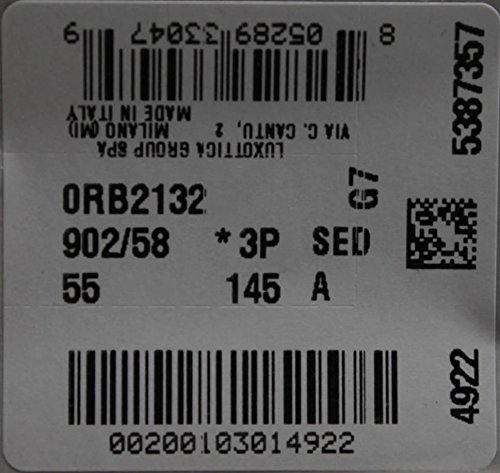 8 05289 33047 9
LUXOTTICA GROUP SPA
VIA C. CANTU, 2 MILANO (MI)
MADE IN ITALY
0RB2132
G7
902/58 *3P SED
55 145 A
5387357
4922
00200103014922